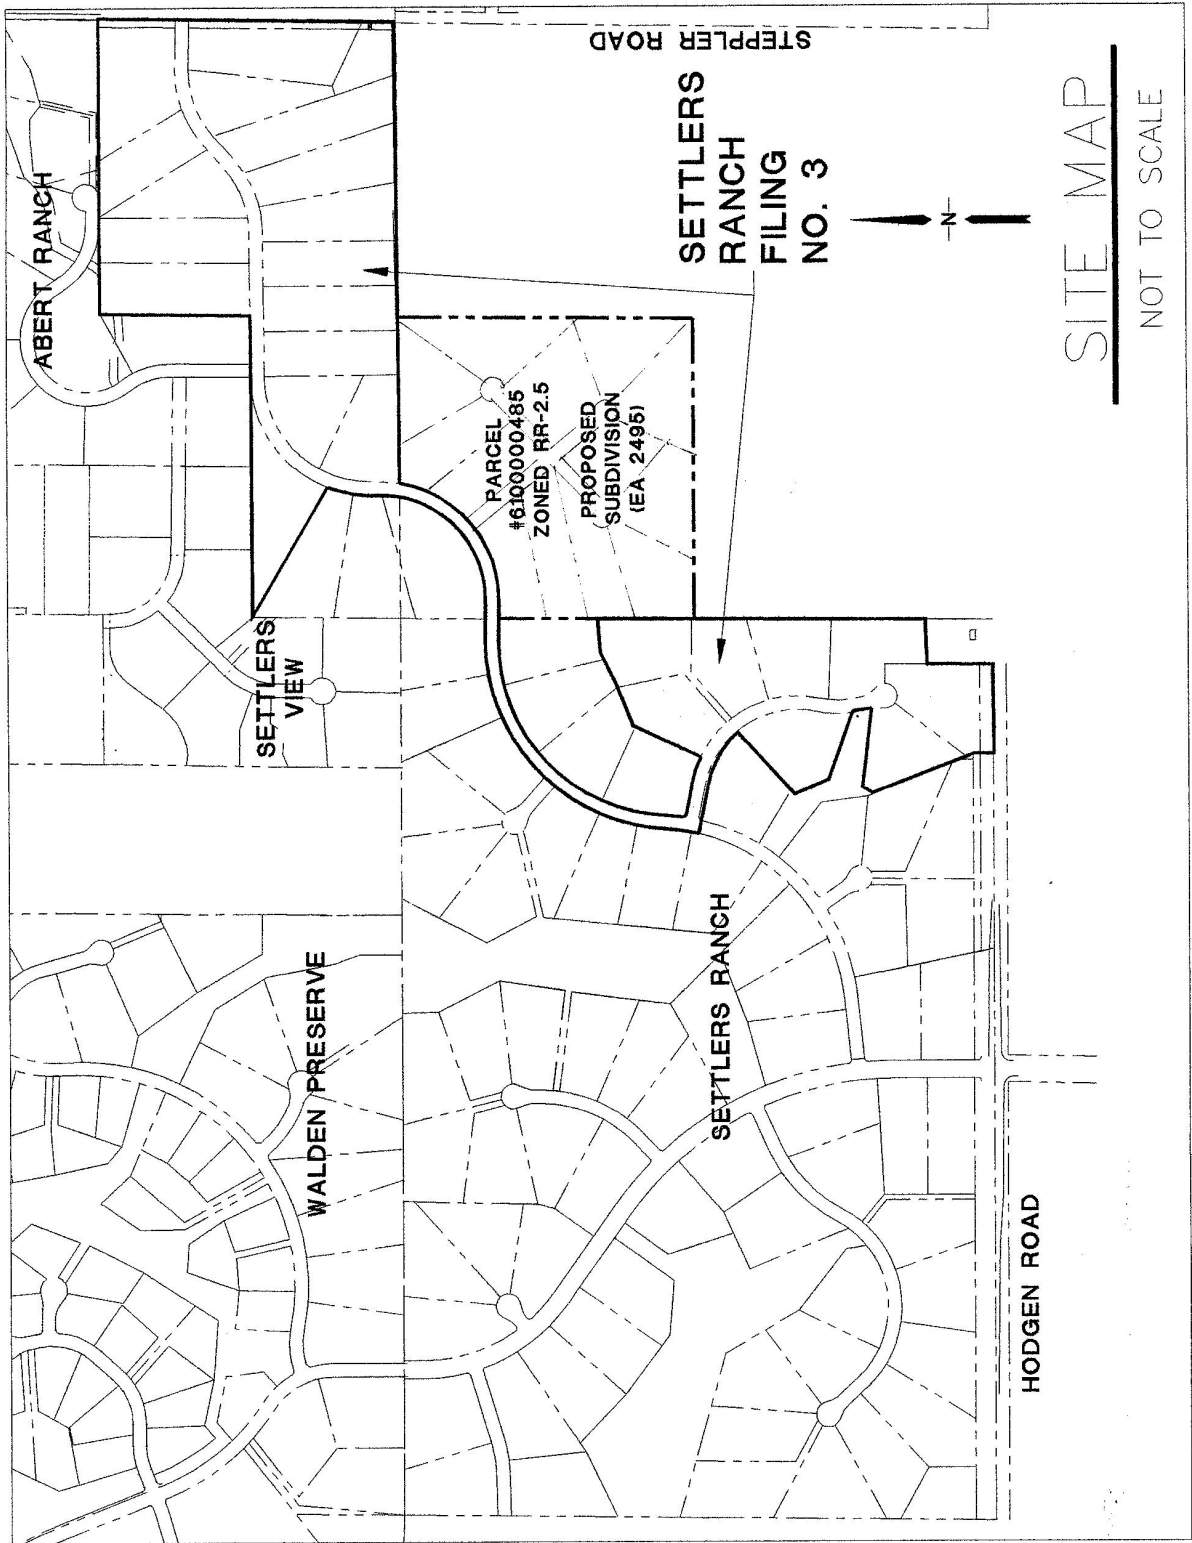 ABERT RANCH
STEPPLER ROAD
SETTLERS
RANCH
FILING
NO. 3
N
SITE MAP
NOT TO SCALE
PARCEL
#6100000485
ZONED RR-2.5
PROPOSED
SUBDIVISION
(EA 2495)
SETTLERS
VIEW
WALDEN PRESERVE
SETTLERS RANCH
HODGEN ROAD